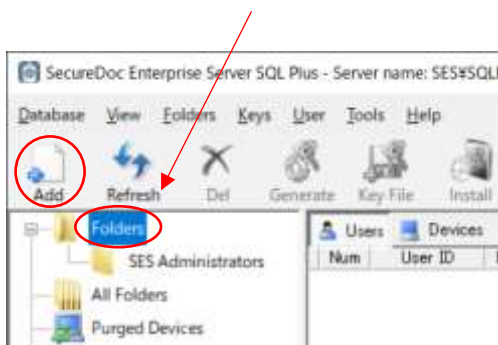 SecureDoc Enterprise Server SQL Plus - Server name: SES¥SQL
Database View Folders Keys User Tools Help
Add Refresh Del Generate Key File Install
Folders
SES Administrators
All Folders
Purged Devices
Users Devices
Num User ID